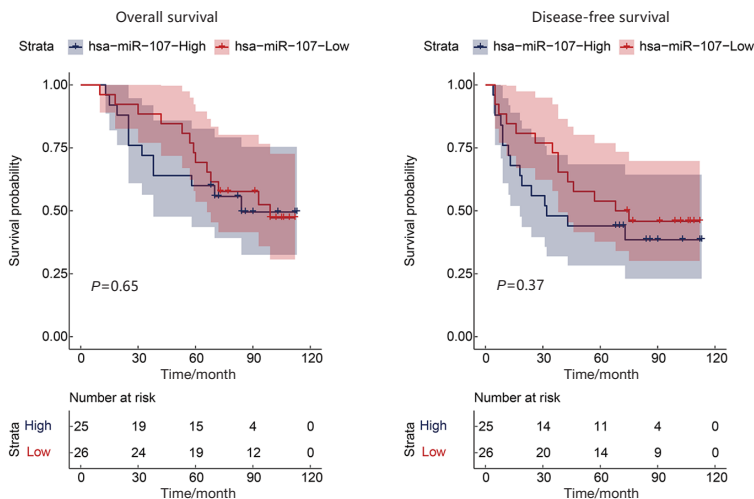 Overall survival
Strata hsa−miR−107−High hsa−miR−107−Low
Survival probability
1.00
0.75
0.50
0.25
0.00
P=0.65
0 30 60 90 120
Time/month
Number at risk
Strata
High 25 19 15 4 0
Low 26 24 19 12 0
0 30 60 90 120
Time/month
Disease-free survival
Strata hsa−miR−107−High hsa−miR−107−Low
Survival probability
1.00
0.75
0.50
0.25
0.00
P=0.37
0 30 60 90 120
Time/month
Number at risk
Strata
High 25 14 11 4 0
Low 26 20 14 9 0
0 30 60 90 120
Time/month